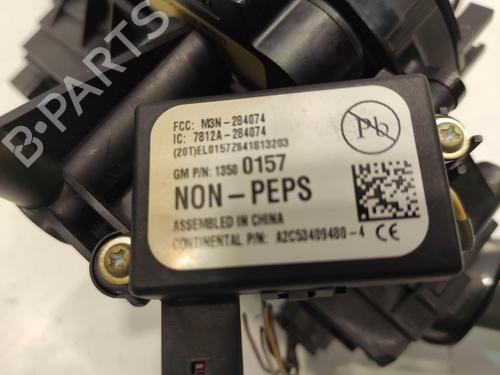 FCC: M3N-284074
IC: 7812A-284074
(20T)EL0157Z641613203
GM P/N: 1350 0157
NON-PEPS
ASSEMBLED IN CHINA
CONTINENTAL P/N: A2C53409480-4 CE
Pb
B-PARTS